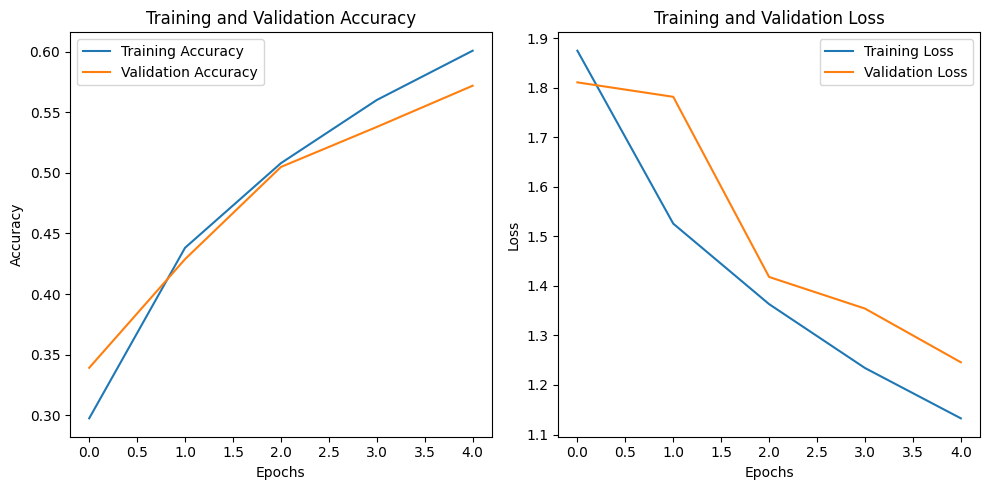 Training and Validation Accuracy
Training Accuracy
Validation Accuracy
0.60
0.55
0.50
0.45
0.40
0.35
0.30
Accuracy
0.0 0.5 1.0 1.5 2.0 2.5 3.0 3.5 4.0
Epochs
Training and Validation Loss
Training Loss
Validation Loss
1.9
1.8
1.7
1.6
1.5
1.4
1.3
1.2
1.1
Loss
0.0 0.5 1.0 1.5 2.0 2.5 3.0 3.5 4.0
Epochs